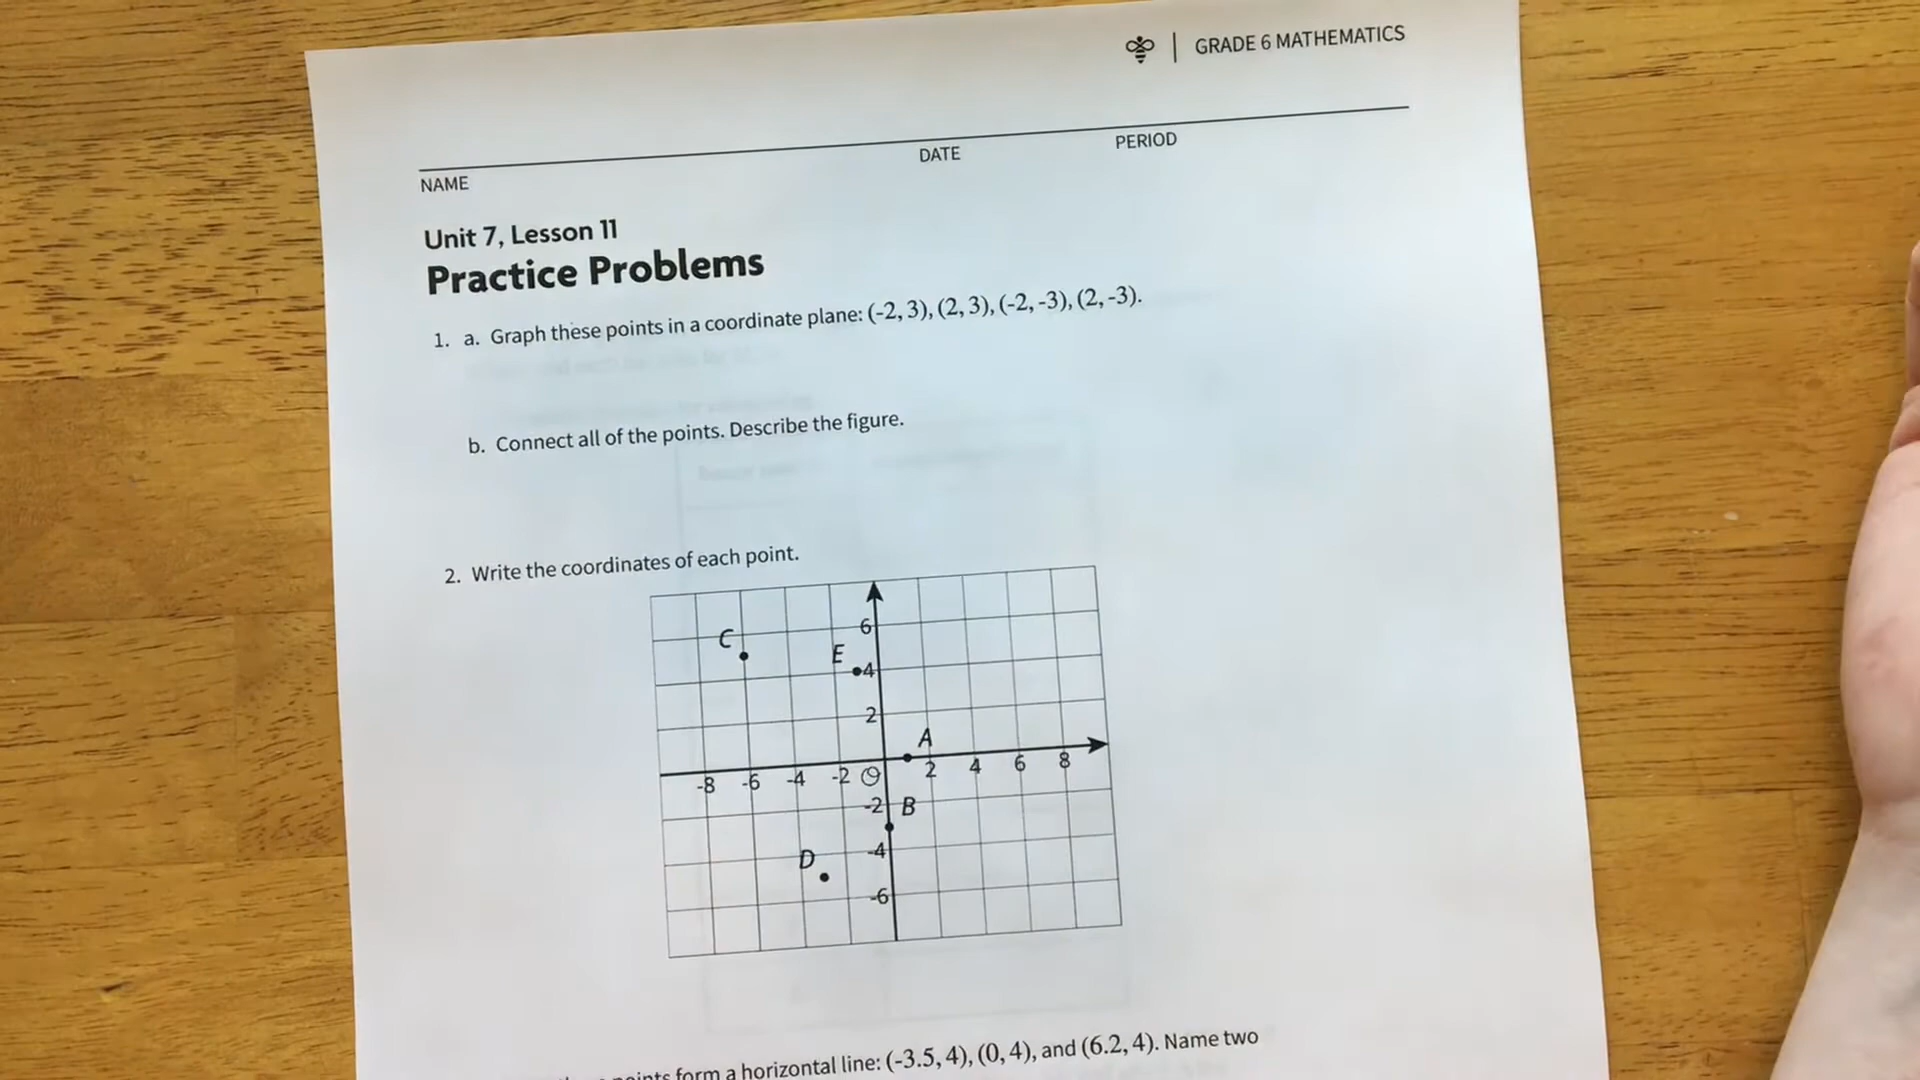 GRADE 6 MATHEMATICS
NAME DATE PERIOD
Unit 7, Lesson 11
Practice Problems
1. a. Graph these points in a coordinate plane: (-2, 3), (2, 3), (-2, -3), (2, -3).
b. Connect all of the points. Describe the figure.
2. Write the coordinates of each point.
C
6
E
4
2
A
-8 -6 -4 -2 O 2 4 6 8
-2 B
-4
D
-6
points form a horizontal line: (-3.5, 4), (0, 4), and (6.2, 4). Name two